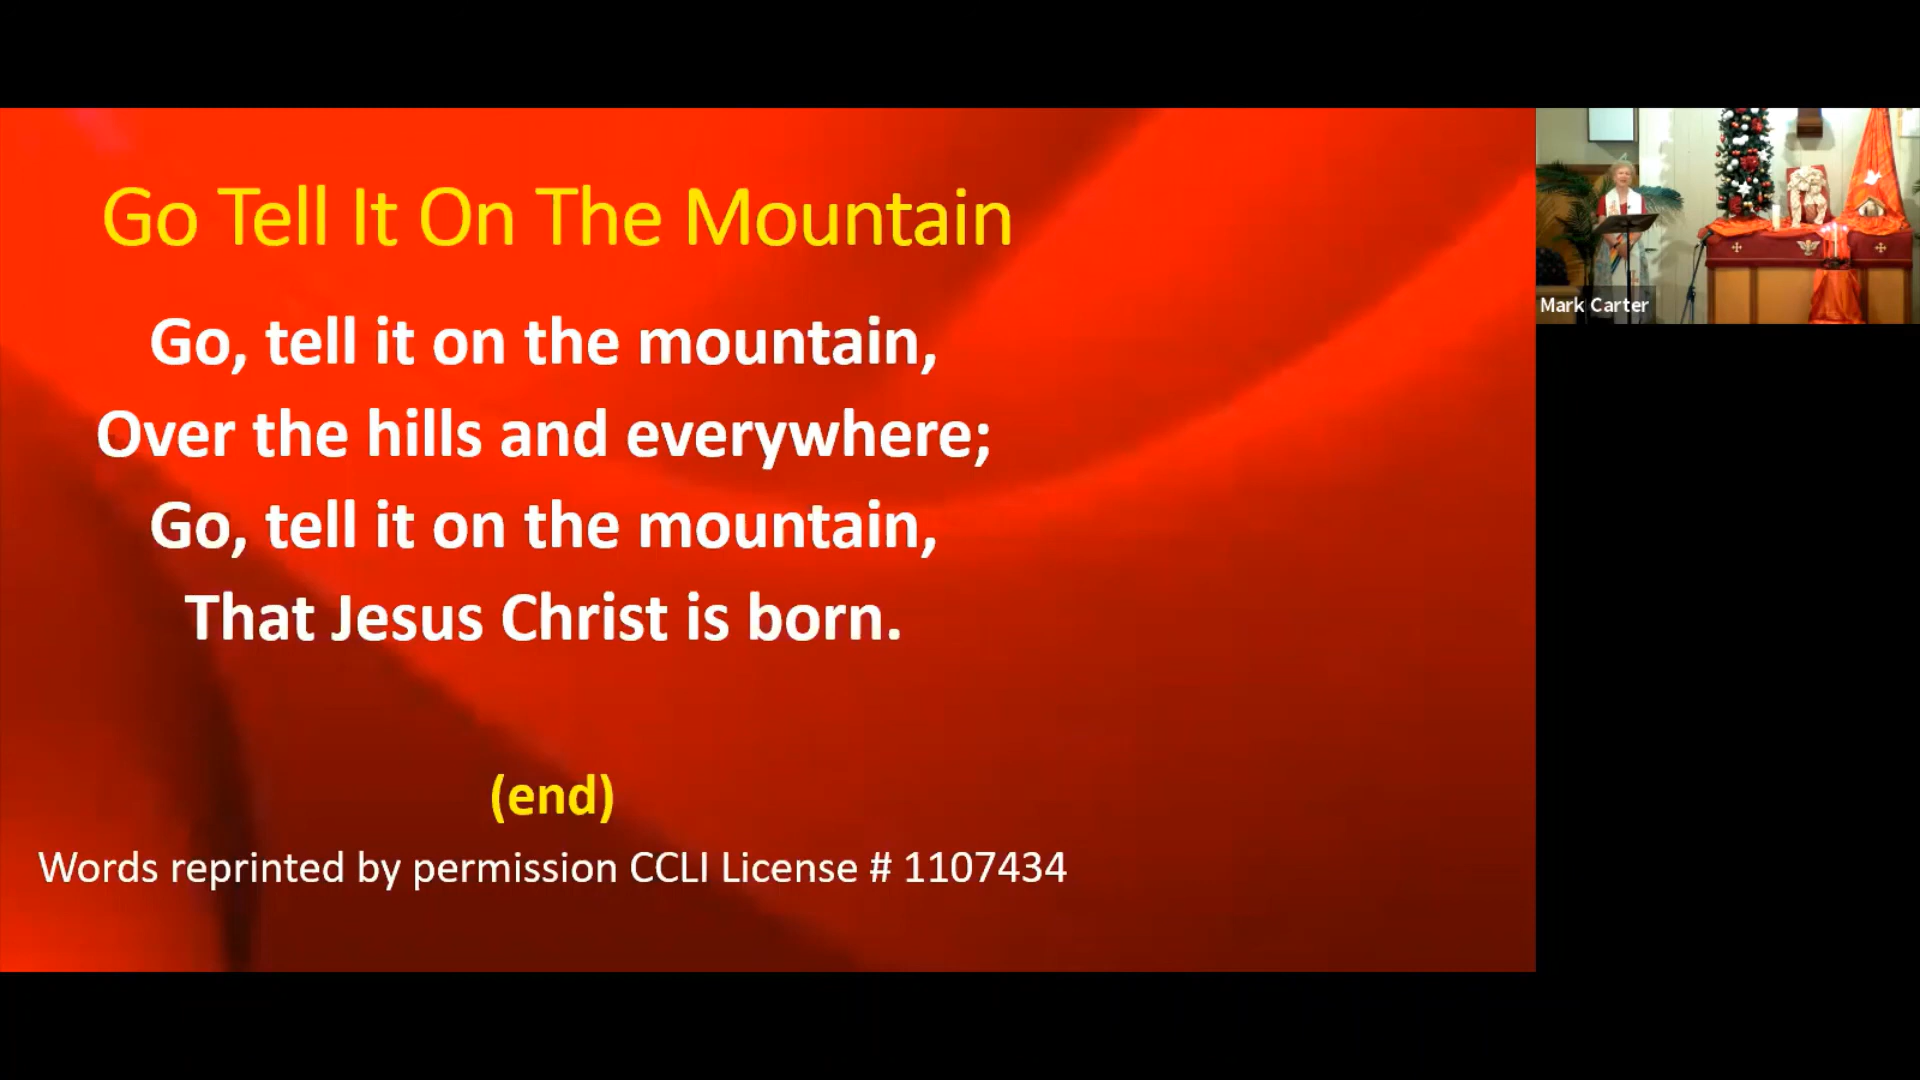 Go Tell It On The Mountain
Go, tell it on the mountain,
Over the hills and everywhere;
Go, tell it on the mountain,
That Jesus Christ is born.
(end)
Words reprinted by permission CCLI License # 1107434
Mark Carter